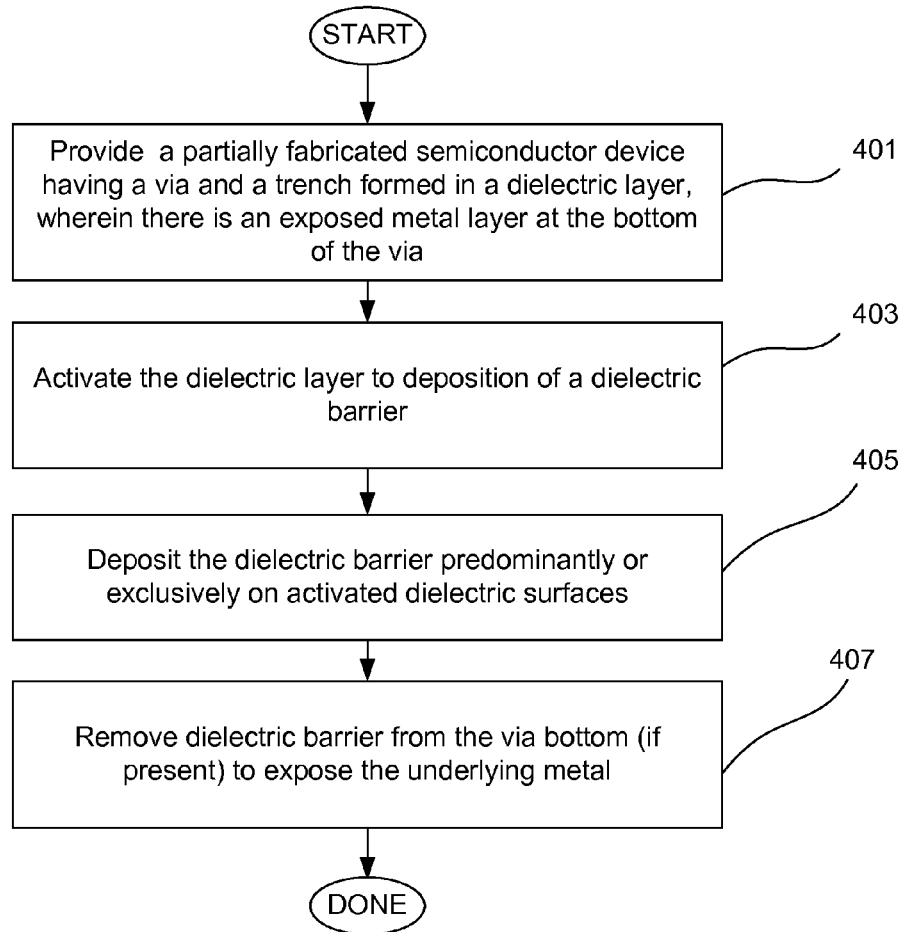 START
Provide a partially fabricated semiconductor device
having a via and a trench formed in a dielectric layer,
wherein there is an exposed metal layer at the bottom
of the via
401
Activate the dielectric layer to deposition of a dielectric
barrier
403
Deposit the dielectric barrier predominantly or
exclusively on activated dielectric surfaces
405
Remove dielectric barrier from the via bottom (if
present) to expose the underlying metal
407
DONE